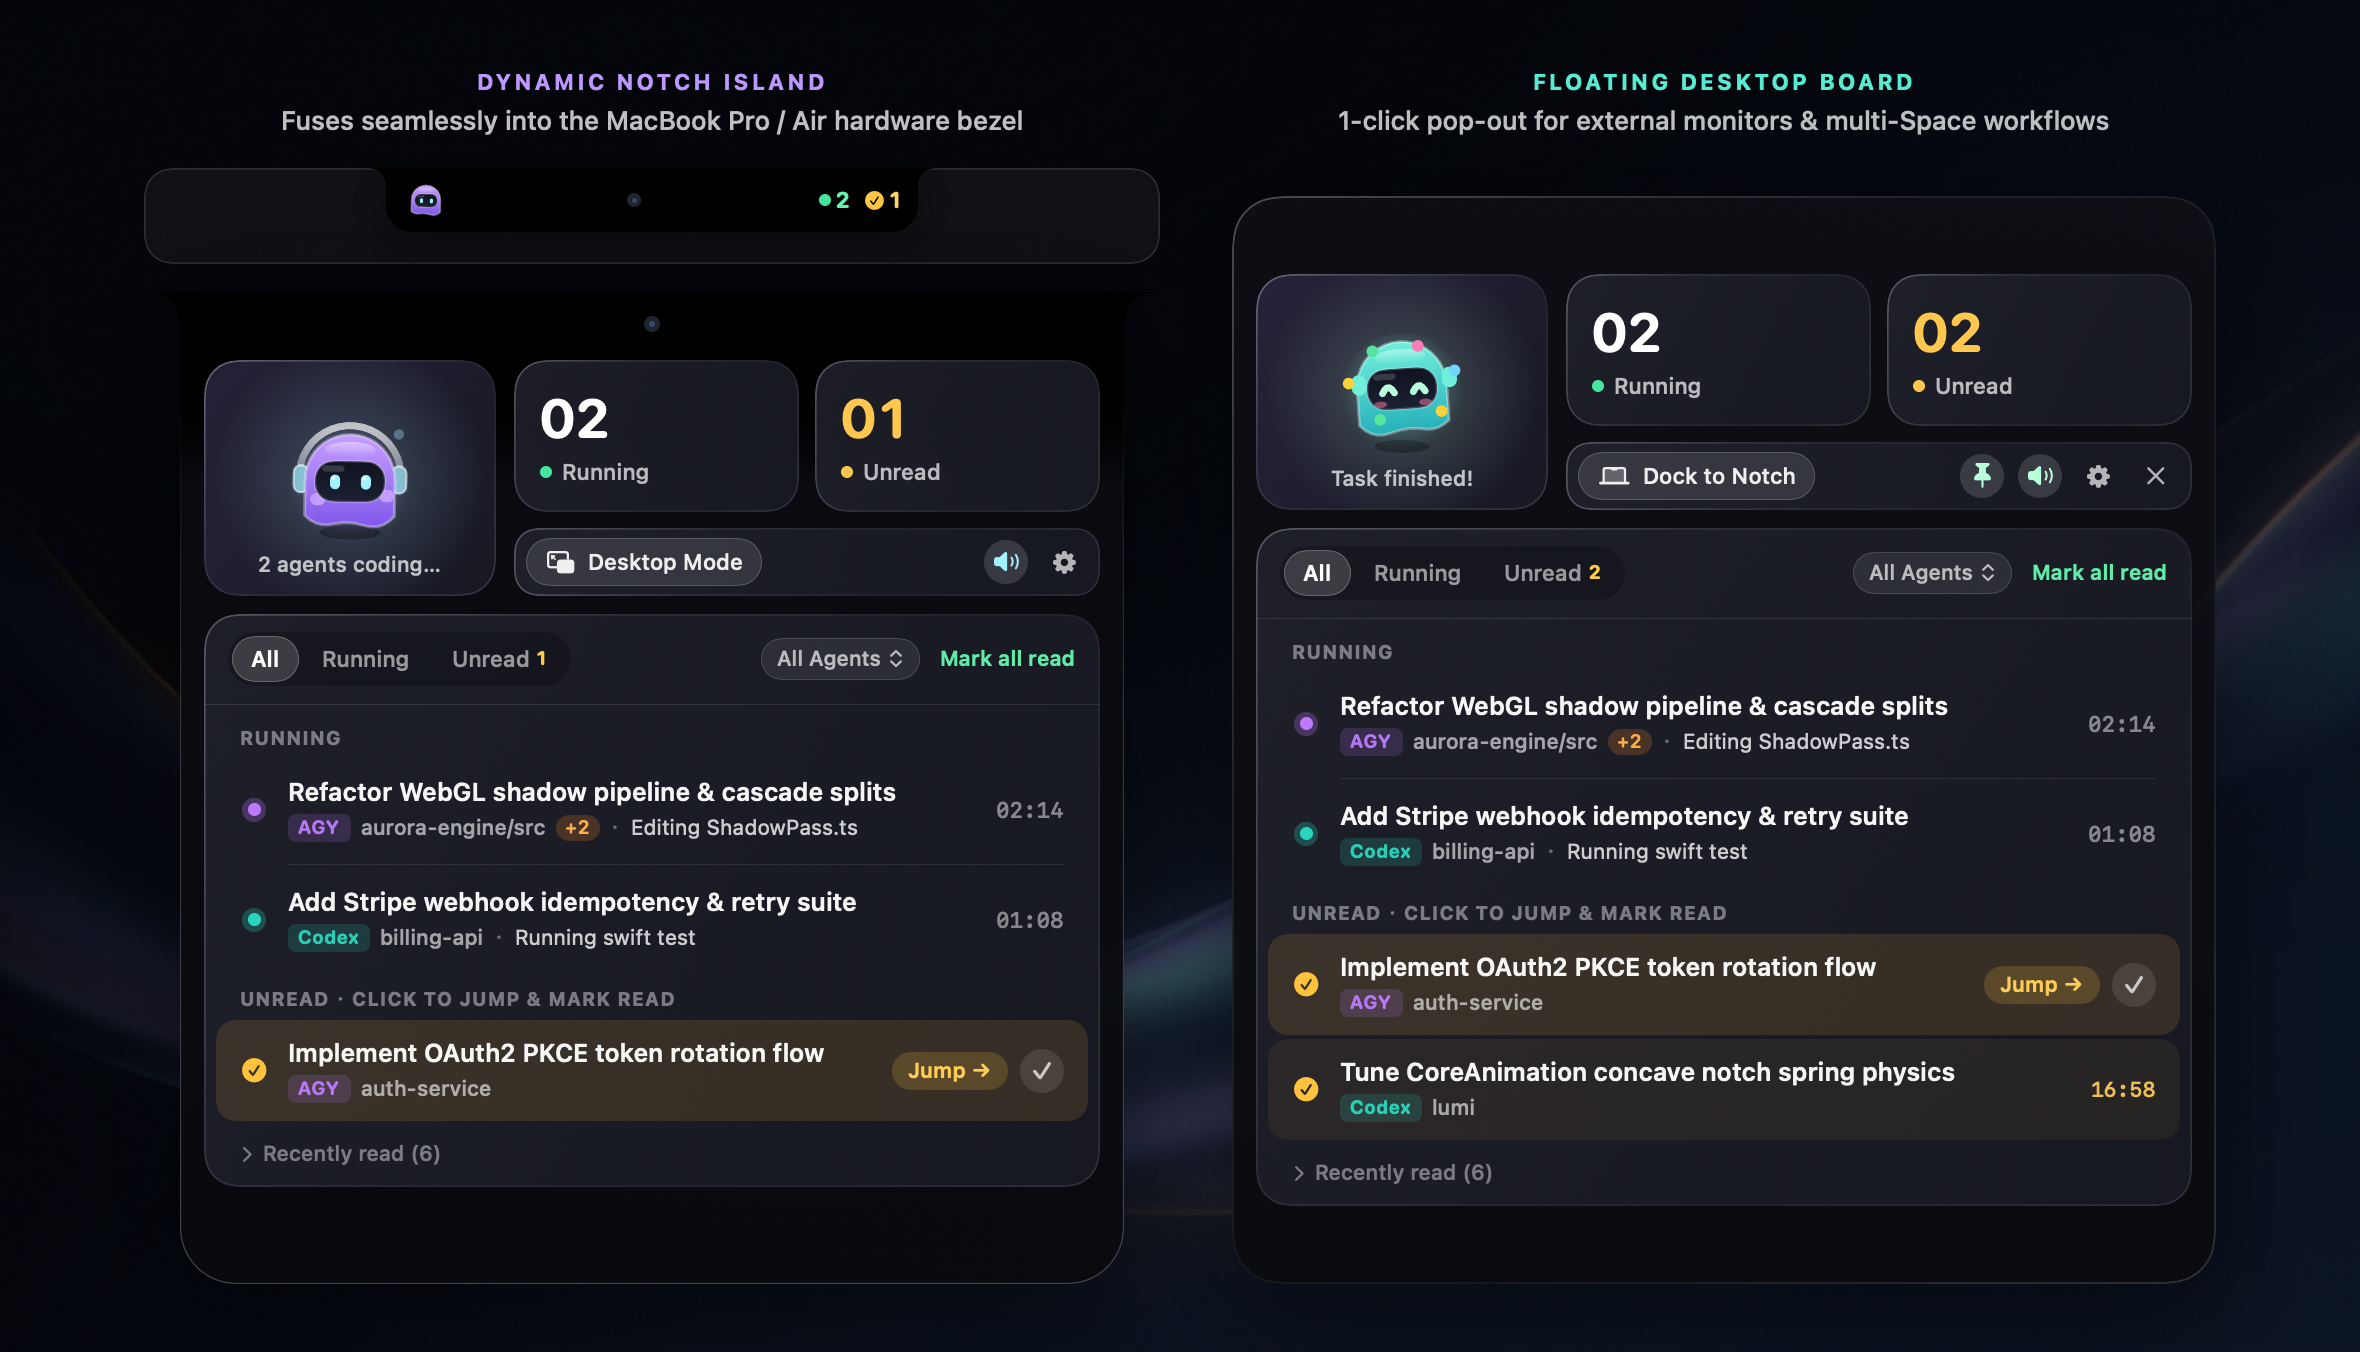 DYNAMIC NOTCH ISLAND
Fuses seamlessly into the MacBook Pro / Air hardware bezel
2 1
02
Running
01
Unread
2 agents coding...
Desktop Mode
All Running Unread 1 All Agents Mark all read
RUNNING
Refactor WebGL shadow pipeline & cascade splits
02:14
AGY aurora-engine/src +2 · Editing ShadowPass.ts
Add Stripe webhook idempotency & retry suite
01:08
Codex billing-api · Running swift test
UNREAD · CLICK TO JUMP & MARK READ
Implement OAuth2 PKCE token rotation flow
Jump →
AGY auth-service
Recently read (6)
FLOATING DESKTOP BOARD
1-click pop-out for external monitors & multi-Space workflows
02
Running
02
Unread
Task finished!
Dock to Notch
All Running Unread 2 All Agents Mark all read
RUNNING
Refactor WebGL shadow pipeline & cascade splits
02:14
AGY aurora-engine/src +2 · Editing ShadowPass.ts
Add Stripe webhook idempotency & retry suite
01:08
Codex billing-api · Running swift test
UNREAD · CLICK TO JUMP & MARK READ
Implement OAuth2 PKCE token rotation flow
Jump →
AGY auth-service
Tune CoreAnimation concave notch spring physics
16:58
Codex lumi
Recently read (6)